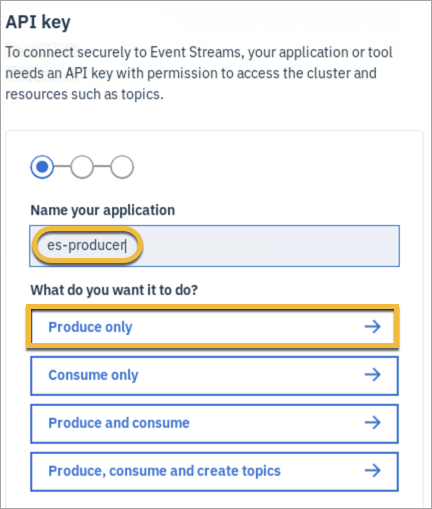 API key
To connect securely to Event Streams, your application or tool
needs an API key with permission to access the cluster and
resources such as topics.
Name your application
es-producer
What do you want it to do?
Produce only
Consume only
Produce and consume
Produce, consume and create topics